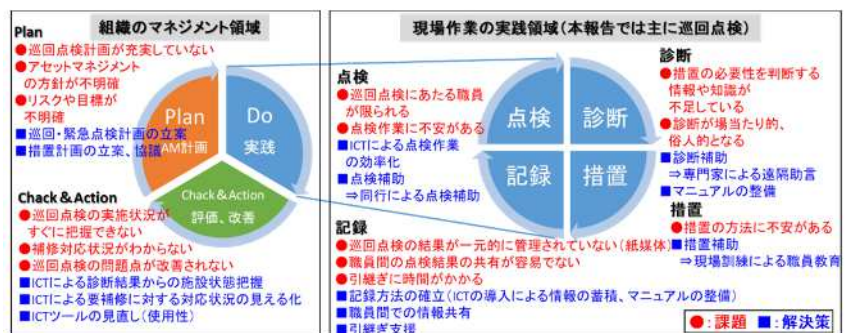 組織のマネジメント領域
Plan
●巡回点検計画が充実していない
●アセットマネジメント
の方針が不明確
●リスクや目標が
不明確
■巡回・緊急点検計画の立案
■措置計画の立案、協議
Plan
AM計画
Do
実践
Chack＆Action
評価、改善
Chack＆Action
●巡回点検の実施状況が
すぐに把握できない
●補修対応状況がわからない
●巡回点検の問題点が改善されない
■ICTによる診断結果からの施設状態把握
■ICTによる要補修に対する対応状況の見える化
■ICTツールの見直し(使用性)
現場作業の実践領域(本報告では主に巡回点検)
点検
●巡回点検にあたる職員
が限られる
●点検作業に不安がある
■ICTによる点検作業
の効率化
■点検補助
⇒同行による点検補助
点検
診断
記録
措置
診断
●措置の必要性を判断する
情報や知識が
不足している
●診断が場当たり的、
俗人的となる
■診断補助
⇒専門家による遠隔助言
■マニュアルの整備
措置
●措置の方法に不安がある
■措置補助
⇒現場訓練による職員教育
記録
●巡回点検の結果が一元的に管理されていない(紙媒体)
●職員間の点検結果の共有が容易でない
●引継ぎに時間がかかる
■記録方法の確立(ICTの導入による情報の蓄積、マニュアルの整備)
■職員間での情報共有
■引継ぎ支援
●:課題 ■:解決策